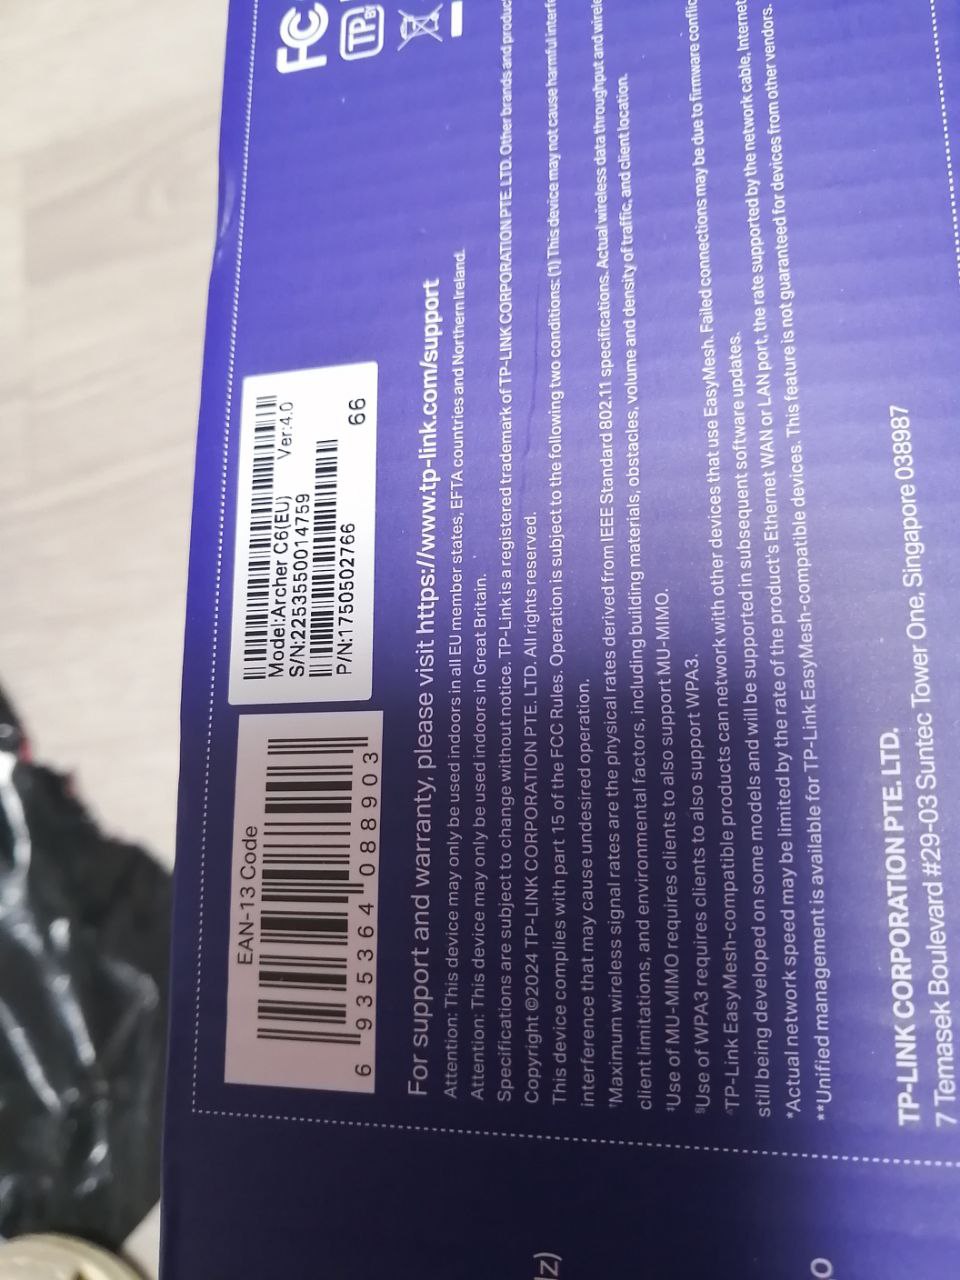 FC
TP
EAN-13 Code
6 935364 088903
Model:Archer C6(EU) Ver:4.0
S/N:2253550014759
P/N:1750502766 66
For support and warranty, please visit https://www.tp-link.com/support
Attention: This device may only be used indoors in all EU member states, EFTA countries and Northern Ireland.
Attention: This device may only be used indoors in Great Britain.
Specifications are subject to change without notice. TP-Link is a registered trademark of TP-LINK CORPORATION PTE. LTD. Other brands and
Copyright ©2024 TP-LINK CORPORATION PTE. LTD. All rights reserved.
This device complies with part 15 of the FCC Rules. Operation is subject to the following two conditions: (1) This device may not cause harmful
interference that may cause undesired operation.
†Maximum wireless signal rates are the physical rates derived from IEEE Standard 802.11 specifications. Actual wireless data throughput and
client limitations, and environmental factors, including building materials, obstacles, volume and density of traffic, and client location.
‡Use of MU-MIMO requires clients to also support MU-MIMO.
§Use of WPA3 requires clients to also support WPA3.
TP-Link EasyMesh-compatible products can network with other devices that use EasyMesh. Failed connections may be due to firmware
still being developed on some models and will be supported in subsequent software updates.
*Actual network speed may be limited by the rate of the product's Ethernet WAN or LAN port, the rate supported by the network cable, Internet
**Unified management is available for TP-Link EasyMesh-compatible devices. This feature is not guaranteed for devices from other vendors.
TP-LINK CORPORATION PTE. LTD.
7 Temasek Boulevard #29-03 Suntec Tower One, Singapore 038987